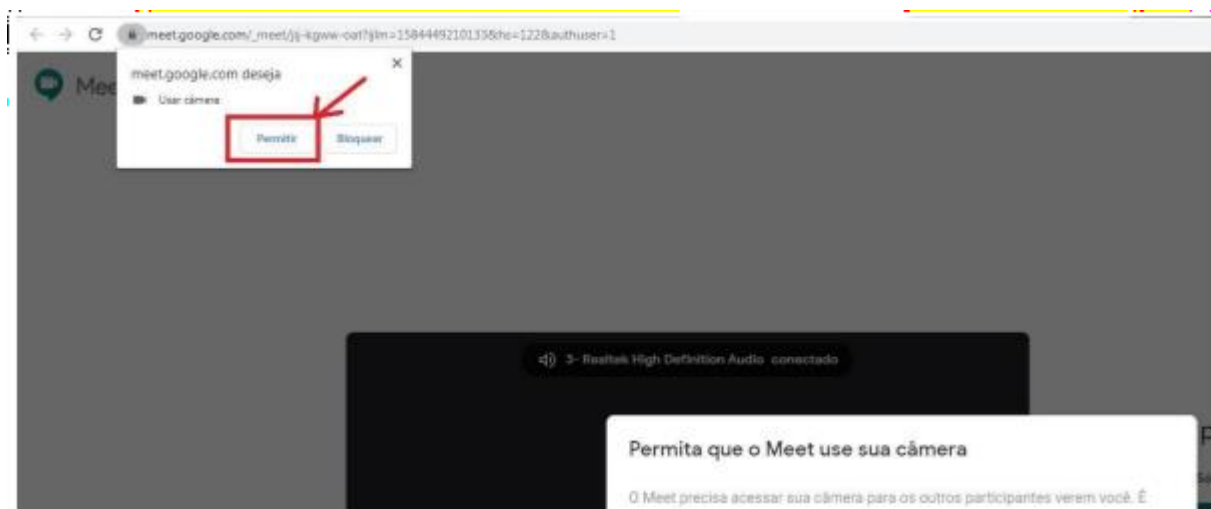 meet.google.com/_meet/jij-kgww-oat?ijlm=1584449210133&hs=122&authuser=1
Mee
meet.google.com deseja
Usar câmera
Permitir
Bloquear
3- Realtek High Definition Audio conectado
Permita que o Meet use sua câmera
O Meet precisa acessar sua câmera para os outros participantes verem você. É